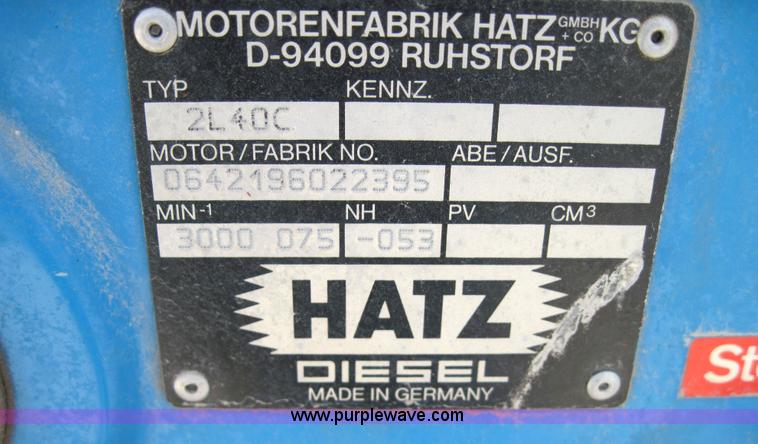 MOTORENFABRIK HATZ GMBH + CO KG
D-94099 RUHSTORF
TYP KENNZ.
2L40C
MOTOR/FABRIK NO. ABE/AUSF.
0642196022395
MIN-1 NH PV CM3
3000 075 -053
HATZ
DIESEL
MADE IN GERMANY
www.purplewave.com